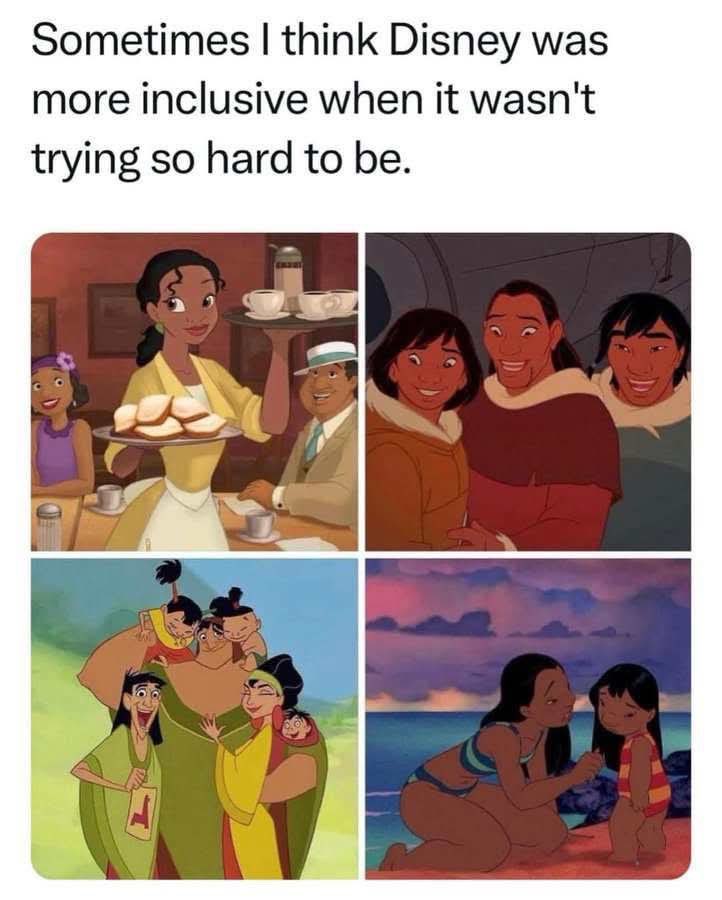 Sometimes I think Disney was
more inclusive when it wasn't
trying so hard to be.